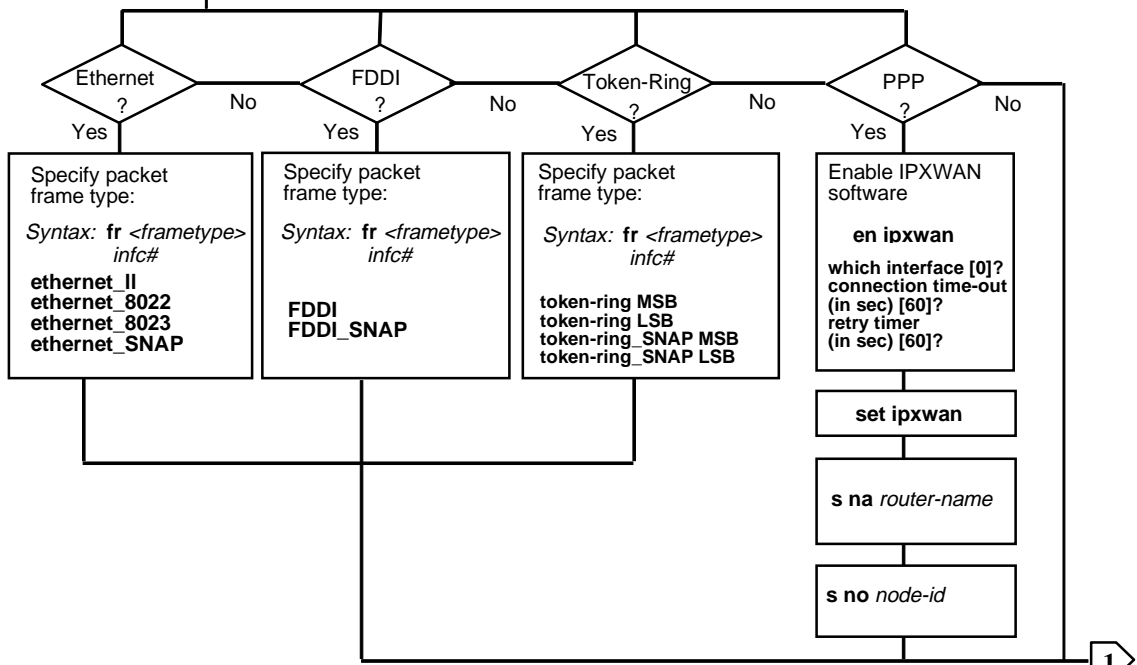 Ethernet
?
No
Yes
FDDI
?
No
Yes
Token-Ring
?
No
Yes
PPP
?
No
Yes
Specify packet
frame type:
Syntax: fr <frametype>
infc#
ethernet_II
ethernet_8022
ethernet_8023
ethernet_SNAP
Specify packet
frame type:
Syntax: fr <frametype>
infc#
FDDI
FDDI_SNAP
Specify packet
frame type:
Syntax: fr <frametype>
infc#
token-ring MSB
token-ring LSB
token-ring_SNAP MSB
token-ring_SNAP LSB
Enable IPXWAN
software
en ipxwan
which interface [0]?
connection time-out
(in sec) [60]?
retry timer
(in sec) [60]?
set ipxwan
s na router-name
s no node-id
1